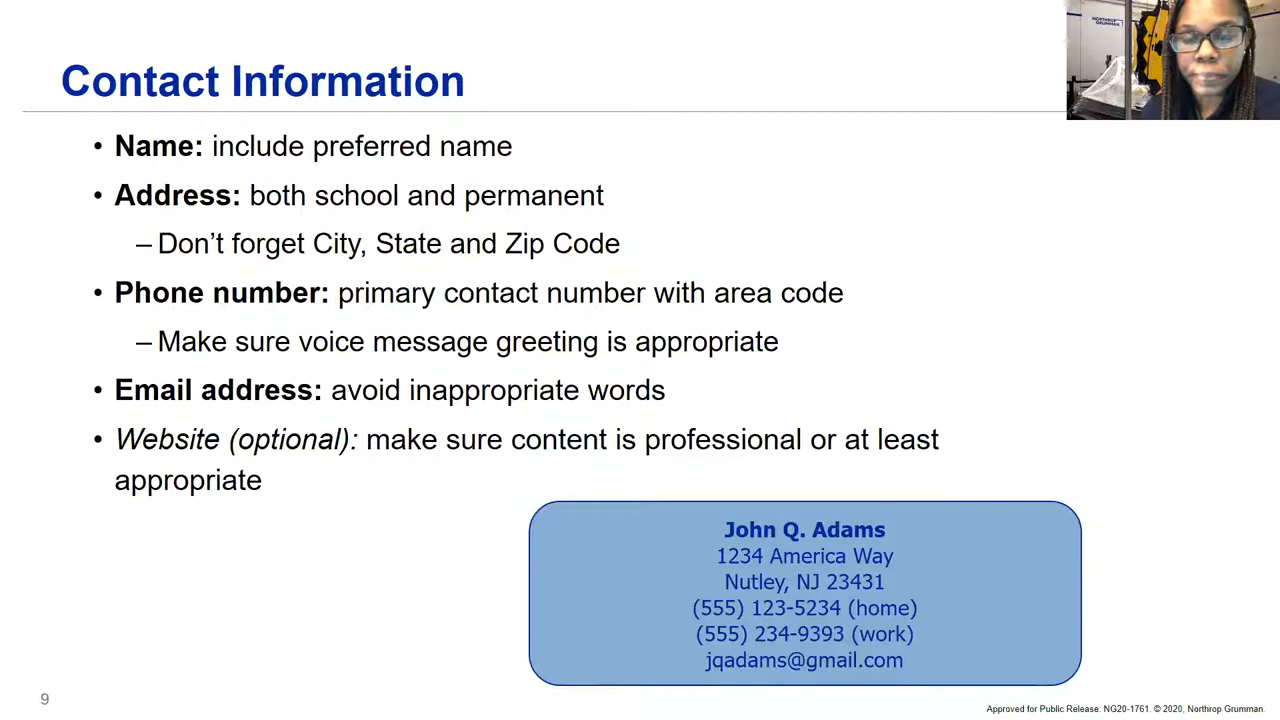 NORTHROP
GRUMMAN
Contact Information
• Name: include preferred name
• Address: both school and permanent
– Don’t forget City, State and Zip Code
• Phone number: primary contact number with area code
– Make sure voice message greeting is appropriate
• Email address: avoid inappropriate words
• Website (optional): make sure content is professional or at least
appropriate
John Q. Adams
1234 America Way
Nutley, NJ 23431
(555) 123-5234 (home)
(555) 234-9393 (work)
jqadams@gmail.com
9
Approved for Public Release: NG20-1761. © 2020, Northrop Grumman.